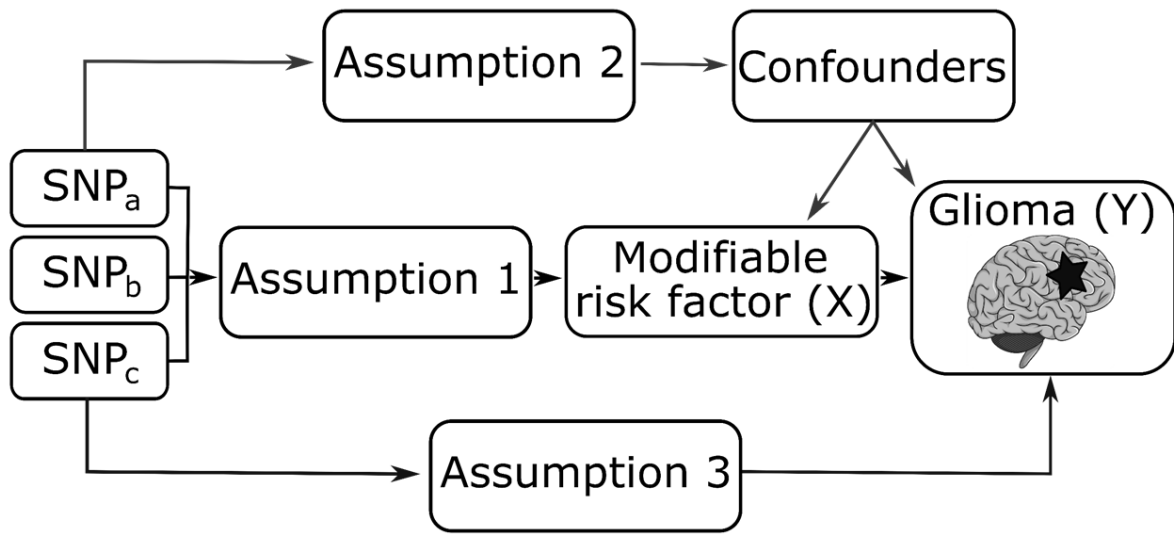 Assumption 2
Confounders
SNPa
SNPb
SNPc
Assumption 1
Modifiable
risk factor (X)
Glioma (Y)
Assumption 3